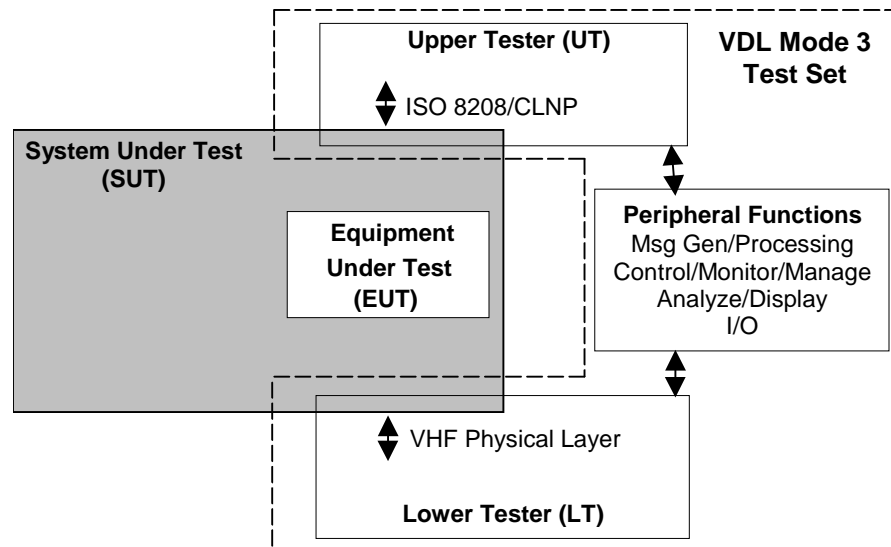 Upper Tester (UT)
VDL Mode 3
Test Set
ISO 8208/CLNP
System Under Test
(SUT)
Equipment
Under Test
(EUT)
Peripheral Functions
Msg Gen/Processing
Control/Monitor/Manage
Analyze/Display
I/O
VHF Physical Layer
Lower Tester (LT)